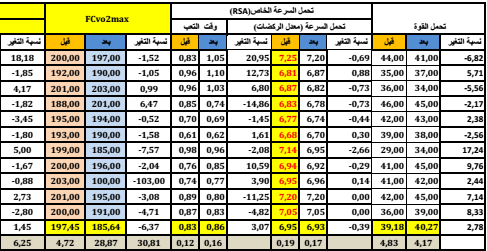 تحمل السرعة الخاص(RSA)
FCvo2max
تحمل القوة تحمل السرعة (معدل الركضات) وقت التعب
نسبة التغير بعد قبل نسبة التغير بعد قبل نسبة التغير بعد قبل نسبة التغير بعد قبل نسبة التغير
18,18 200,00 197,00 -1,52 0,83 1,05 20,95 7,25 7,20 -0,69 44,00 41,00 -6,82
-1,85 192,00 190,00 -1,05 0,96 1,10 12,73 6,81 6,87 0,88 35,00 37,00 5,71
4,17 201,00 203,00 0,99 0,96 1,03 6,80 6,87 6,82 -0,73 36,00 34,00 -5,56
-1,82 188,00 201,00 6,47 0,85 0,74 -14,86 6,83 6,78 -0,73 46,00 45,00 -2,17
-3,45 195,00 194,00 -0,52 0,70 0,69 -1,45 6,77 6,74 -0,44 42,00 43,00 2,38
-1,80 193,00 190,00 -1,58 0,61 0,62 1,61 6,68 6,70 0,30 39,00 38,00 -2,56
5,00 199,00 185,00 -7,57 0,98 0,96 -2,08 7,14 6,95 -2,66 29,00 34,00 17,24
-1,67 200,00 196,00 -2,04 0,76 0,85 10,59 6,94 6,92 -0,29 41,00 45,00 9,76
-0,88 203,00 100,00 -103,00 0,74 0,77 3,90 6,95 6,96 0,14 41,00 42,00 2,44
2,73 201,00 195,00 -3,08 0,89 0,80 -11,25 7,20 7,20 0,00 42,00 45,00 7,14
-2,80 200,00 191,00 -4,71 0,87 0,83 -4,82 7,05 7,05 0,00 36,00 39,00 8,33
1,45 197,45 185,64 -6,37 0,83 0,86 3,07 6,95 6,93 -0,39 39,18 40,27 2,78
6,25 4,72 28,87 30,81 0,12 0,16 0,19 0,17 4,83 4,17